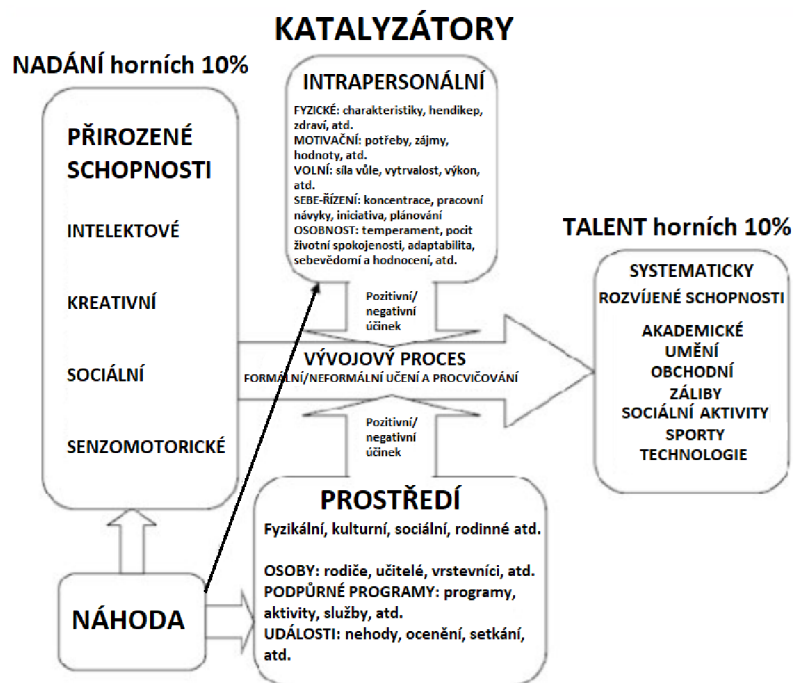 KATALYZÁTORY
NADÁNÍ horních 10%
PŘIROZENÉ
SCHOPNOSTI
INTELEKTOVÉ
KREATIVNÍ
SOCIÁLNÍ
SENZOMOTORICKÉ
INTRAPERSONÁLNÍ
FYZICKÉ: charakteristiky, hendikep,
zdraví, atd.
MOTIVAČNÍ: potřeby, zájmy,
hodnoty, atd.
VOLNÍ: síla vůle, vytrvalost, výkon,
atd.
SEBE-ŘÍZENÍ: koncentrace, pracovní
návyky, iniciativa, plánování
OSOBNOST: temperament, pocit
životní spokojenosti, adaptabilita,
sebevědomí a hodnocení, atd.
Pozitivní/
negativní
účinek
VÝVOJOVÝ PROCES
FORMÁLNÍ/NEFORMÁLNÍ UČENÍ A PROCVIČOVÁNÍ
Pozitivní/
negativní
účinek
TALENT horních 10%
SYSTEMATICKY
ROZVÍJENÉ SCHOPNOSTI
AKADEMICKÉ
UMĚNÍ
OBCHODNÍ
ZÁLIBY
SOCIÁLNÍ AKTIVITY
SPORTY
TECHNOLOGIE
PROSTŘEDÍ
Fyzikální, kulturní, sociální, rodinné atd.
OSOBY: rodiče, učitelé, vrstevníci, atd.
PODPŮRNÉ PROGRAMY: programy,
aktivity, služby, atd.
UDÁLOSTI: nehody, ocenění, setkání,
atd.
NÁHODA